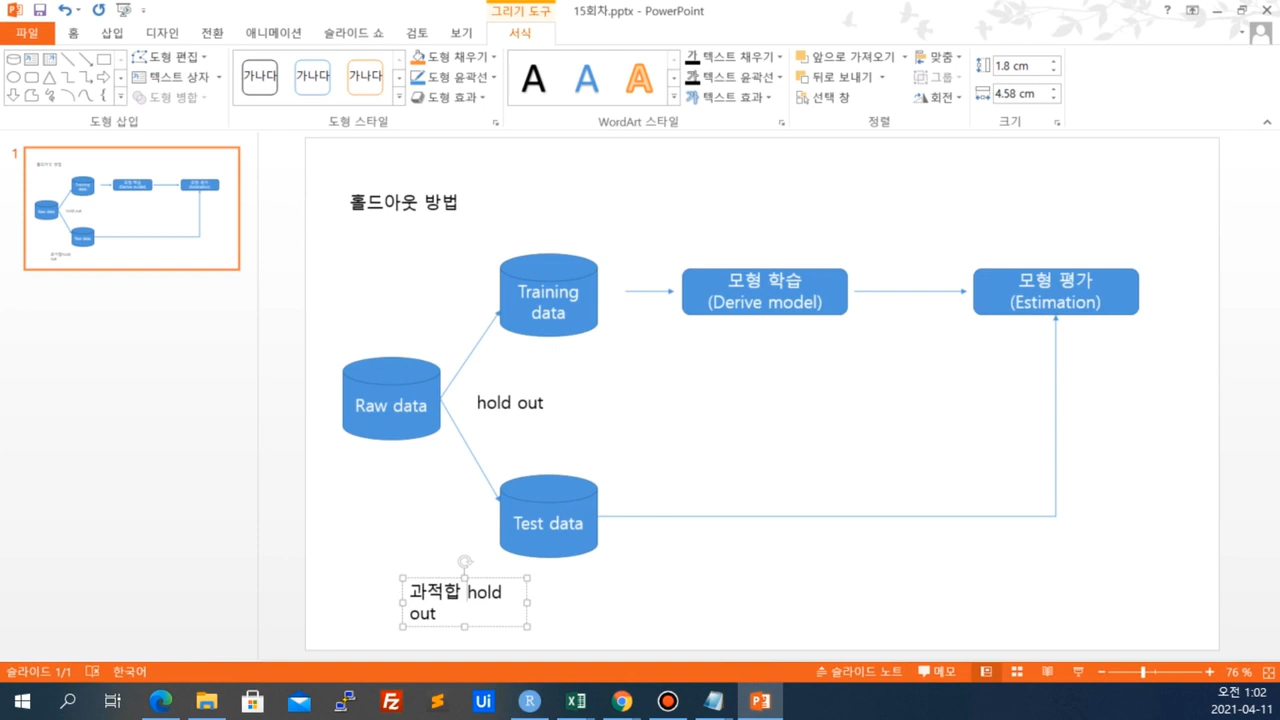 그리기 도구
15회차.pptx - PowerPoint
?
파일 홈 삽입 디자인 전환 애니메이션 슬라이드 쇼 검토 보기 서식
도형 편집
텍스트 상자
도형 병합
도형 삽입
가나다 가나다 가나다
도형 채우기
도형 윤곽선
도형 효과
도형 스타일
A A A
텍스트 채우기
텍스트 윤곽선
텍스트 효과
WordArt 스타일
앞으로 가져오기
뒤로 보내기
선택 창
맞춤
그룹
회전
정렬
1.8 cm
4.58 cm
크기
1
홀드아웃 방법
Training
data
모형 학습
(Derive model)
모형 평가
(Estimation)
Raw data
hold out
Test data
과적합 hold
out
슬라이드 1/1 한국어 슬라이드 노트 메모 76 %
Fz
Ui
R
오전 1:02
2021-04-11